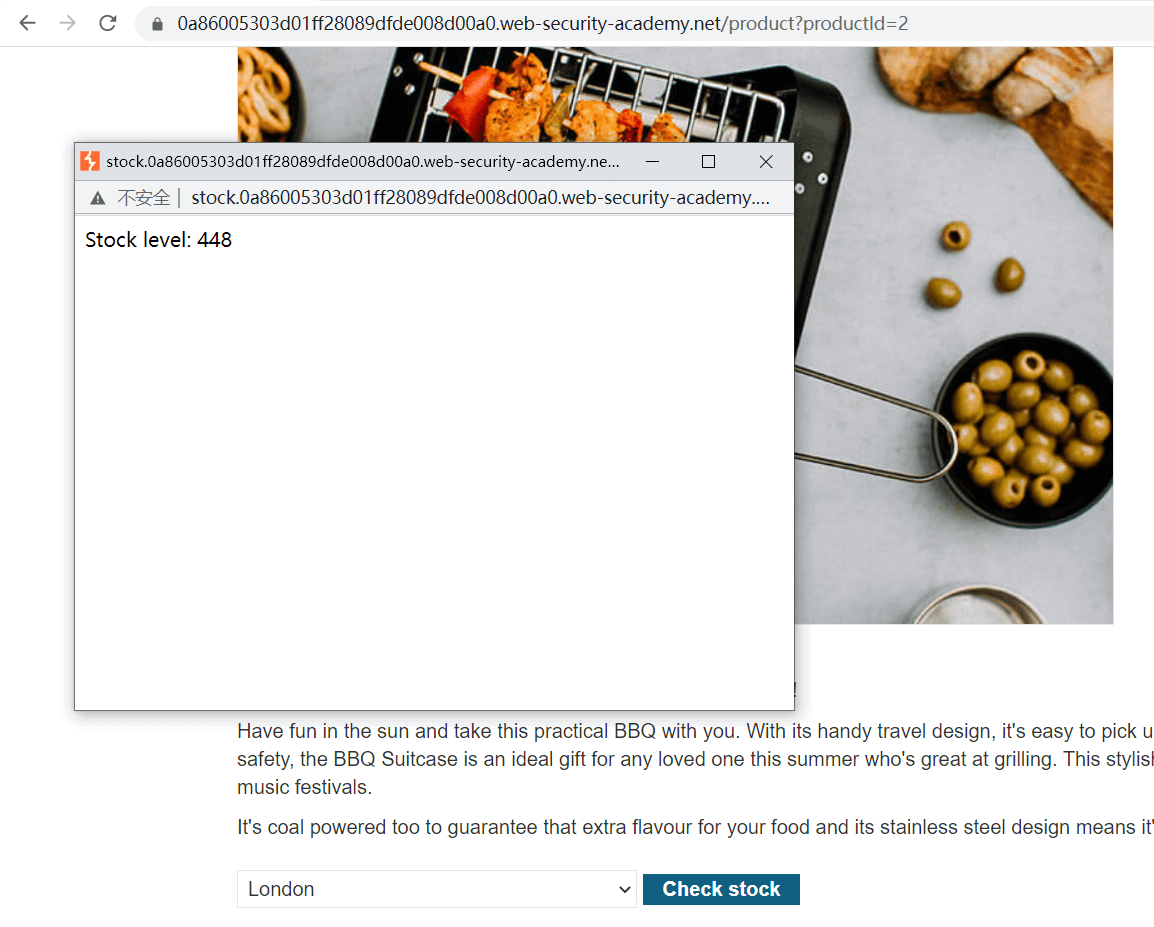 0a86005303d01ff28089dfde008d00a0.web-security-academy.net/product?productId=2
stock.0a86005303d01ff28089dfde008d00a0.web-security-academy.ne...
不安全 | stock.0a86005303d01ff28089dfde008d00a0.web-security-academy....
Stock level: 448
!
Have fun in the sun and take this practical BBQ with you. With its handy travel design, it's easy to pick u
safety, the BBQ Suitcase is an ideal gift for any loved one this summer who's great at grilling. This stylish
music festivals.
It's coal powered too to guarantee that extra flavour for your food and its stainless steel design means it'
London
Check stock